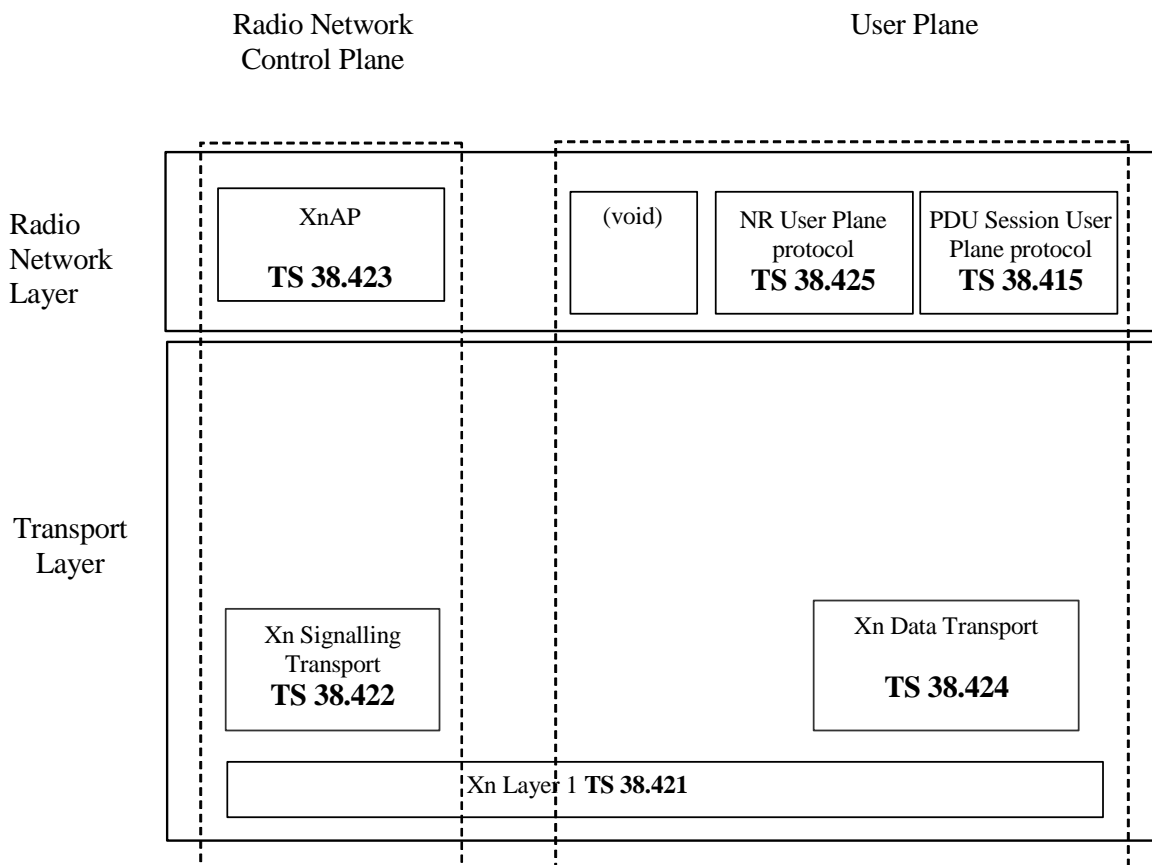 Radio Network
Control Plane
User Plane
Radio
Network
Layer
XnAP
TS 38.423
(void)
NR User Plane
protocol
TS 38.425
PDU Session User
Plane protocol
TS 38.415
Transport
Layer
Xn Signalling
Transport
TS 38.422
Xn Data Transport
TS 38.424
Xn Layer 1 TS 38.421